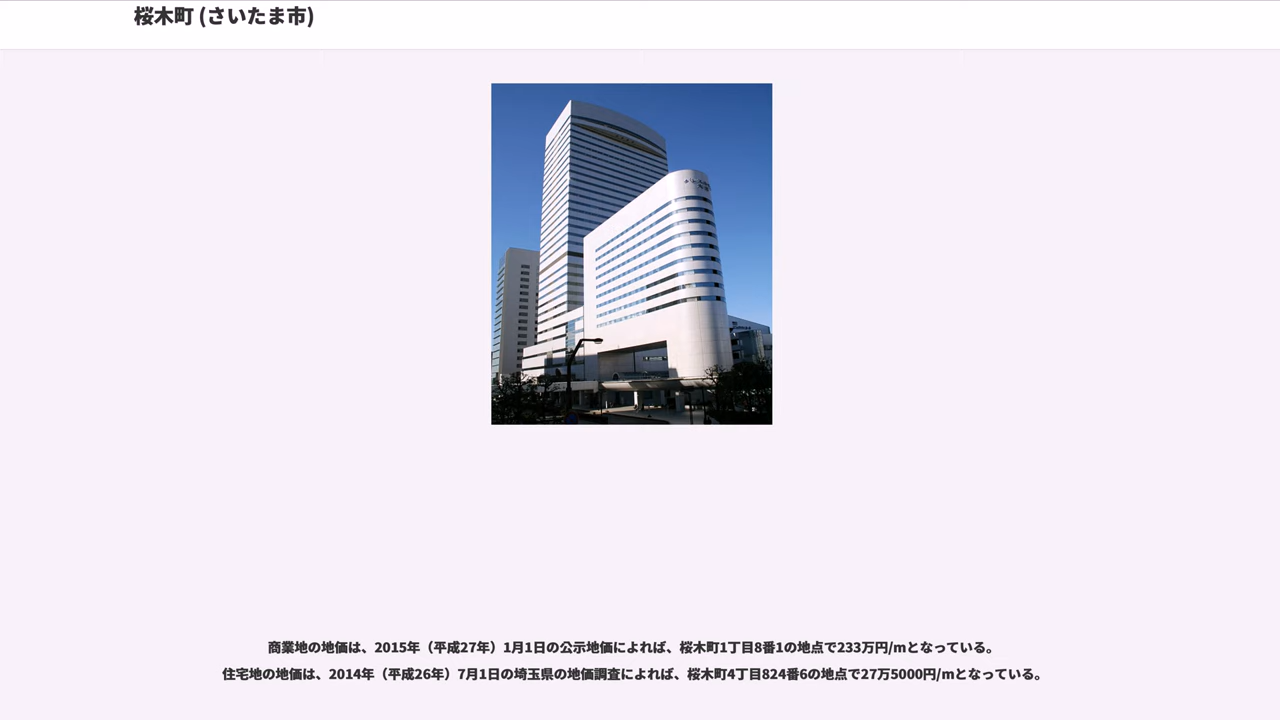 桜木町 (さいたま市)
商業地の地価は、2015年（平成27年）1月1日の公示地価によれば、桜木町1丁目8番1の地点で233万円/mとなっている。
住宅地の地価は、2014年（平成26年）7月1日の埼玉県の地価調査によれば、桜木町4丁目824番6の地点で27万5000円/mとなっている。